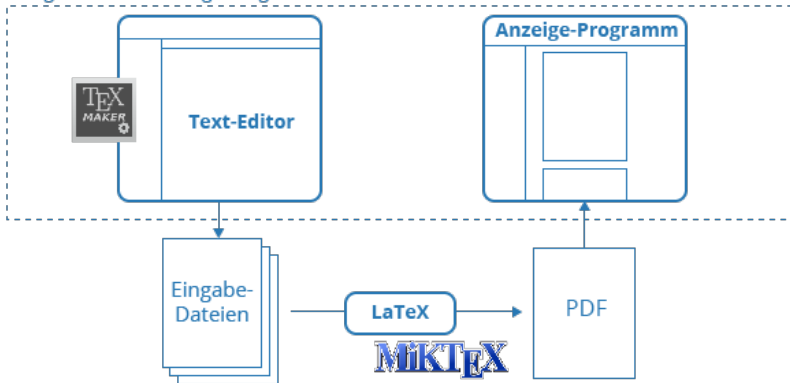 Anzeige-Programm
TEX
MAKER
Text-Editor
Eingabe-
Dateien
LaTeX
PDF
MiKTEX